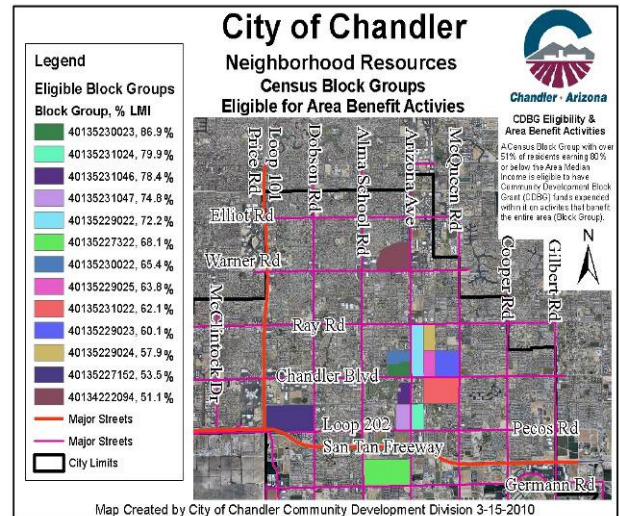 City of Chandler
Neighborhood Resources
Census Block Groups
Eligible for Area Benefit Activies
Chandler · Arizona
CDBG Eligibility &
Area Benefit Activities
A Census Block Group with over
51% of residents earning 80%
or below the Area Median
Income is eligible to have
Community Development Block
Grant (CDBG) funds expended
within it on activites that benefit
the entire area (Block Group).
N
Legend
Eligible Block Groups
Block Group, % LMI
40135230023, 86.9 %
40135231024, 79.9 %
40135231046, 78.4 %
40135231047, 74.8 %
40135229022, 72.2 %
40135227322, 68.1 %
40135230022, 65.4 %
40135229025, 63.8 %
40135231022, 62.1 %
40135229023, 60.1 %
40135229024, 57.9 %
40135227152, 53.5 %
40134222094, 51.1 %
Major Streets
Major Streets
City Limits
Price Rd
Loop 101
Dobson Rd
Alma School Rd
Arizona Ave
McQueen Rd
Cooper Rd
Gilbert Rd
McClintock Dr
Elliot Rd
Warner Rd
Ray Rd
Chandler Blvd
Loop 202
San Tan Freeway
Pecos Rd
Germann Rd
Map Created by City of Chandler Community Development Division 3-15-2010